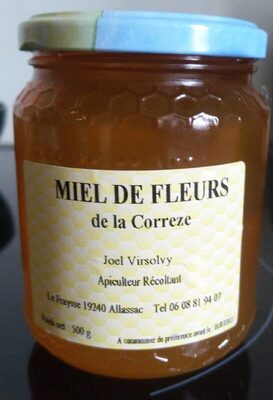 MIEL DE FLEURS
de la Correze
Joel Virsolvy
Apiculteur Récoltant
Le Fraysse 19240 Allassac Tel 06 08 81 94 07
Poids net : 500 g
A consommer de préférence avant le